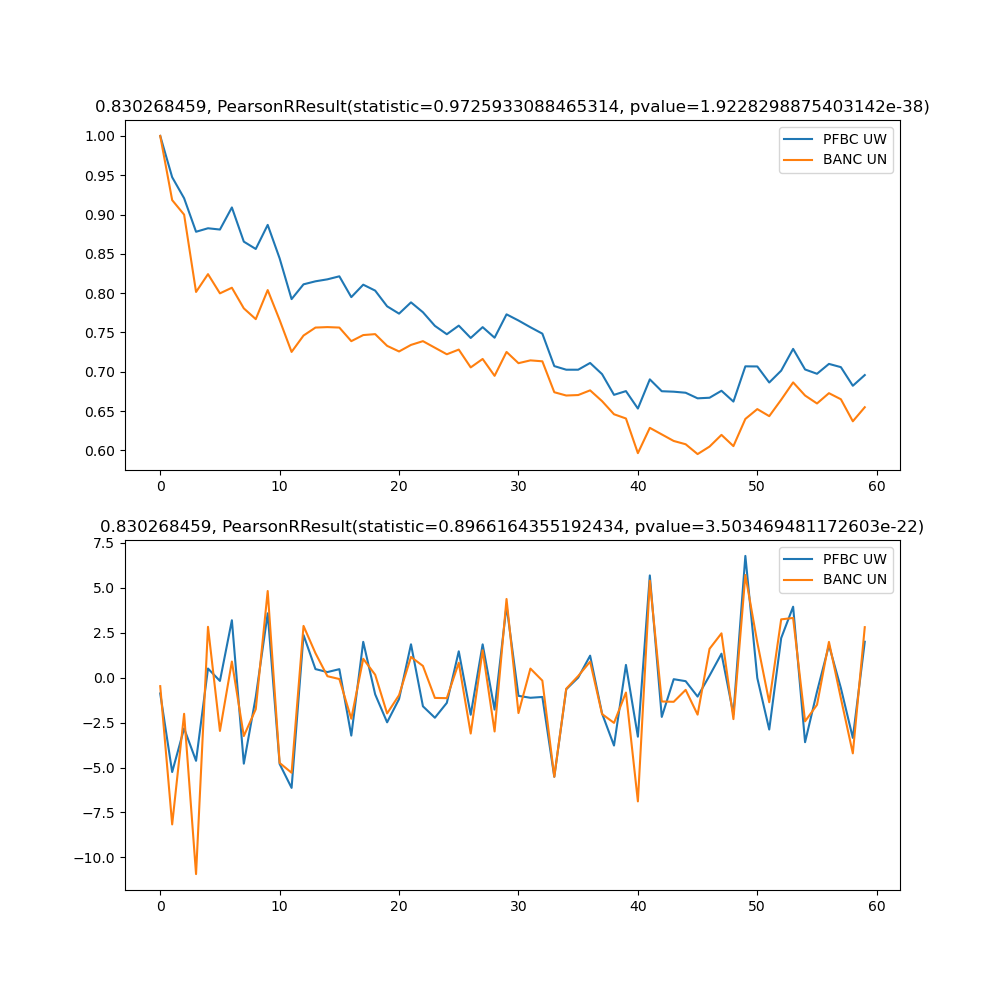 0.830268459, PearsonRResult(statistic=0.9725933088465314, pvalue=1.9228298875403142e-38)
PFBC UW
BANC UN
1.00
0.95
0.90
0.85
0.80
0.75
0.70
0.65
0.60
0 10 20 30 40 50 60
0.830268459, PearsonRResult(statistic=0.8966164355192434, pvalue=3.503469481172603e-22)
PFBC UW
BANC UN
7.5
5.0
2.5
0.0
−2.5
−5.0
−7.5
−10.0
0 10 20 30 40 50 60